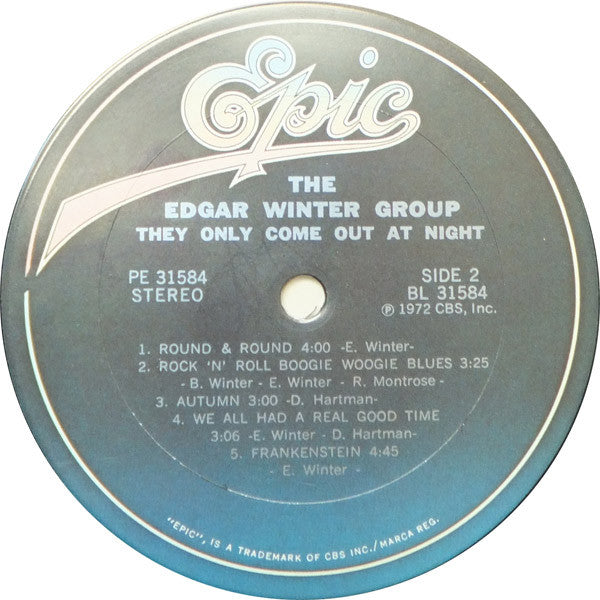 Epic
THE
EDGAR WINTER GROUP
THEY ONLY COME OUT AT NIGHT
PE 31584
STEREO
SIDE 2
BL 31584
℗ 1972 CBS, Inc.
1. ROUND & ROUND 4:00 -E. Winter-
2. ROCK 'N' ROLL BOOGIE WOOGIE BLUES 3:25
- B. Winter - E. Winter - R. Montrose -
3. AUTUMN 3:00 -D. Hartman-
4. WE ALL HAD A REAL GOOD TIME
3:06 -E. Winter - D. Hartman-
5. FRANKENSTEIN 4:45
- E. Winter -
"EPIC", IS A TRADEMARK OF CBS INC./MARCA REG.